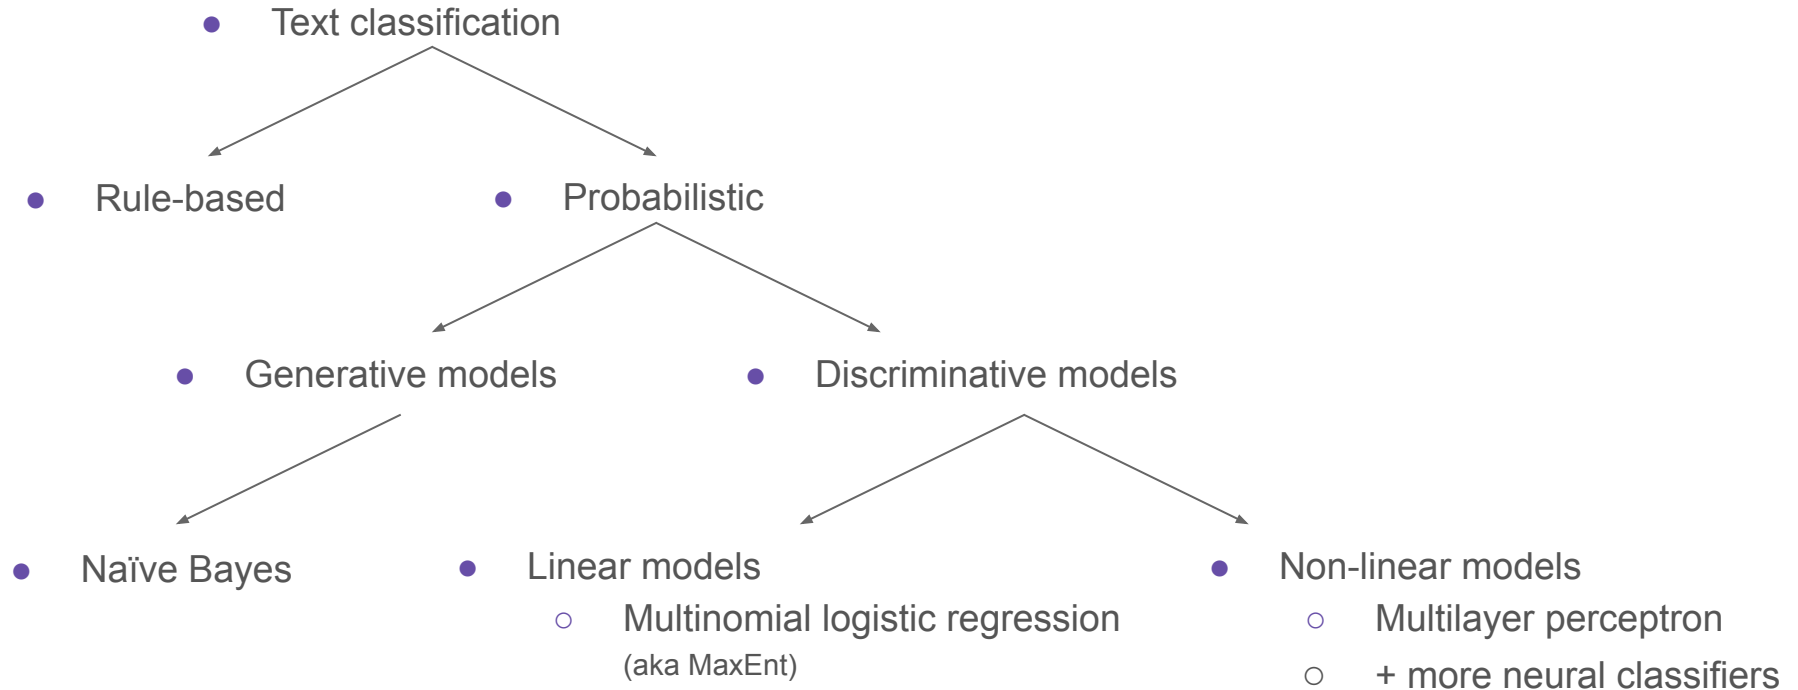 Text classification
Rule-based
Probabilistic
Generative models
Discriminative models
Naïve Bayes
Linear models
Multinomial logistic regression
(aka MaxEnt)
Non-linear models
Multilayer perceptron
+ more neural classifiers